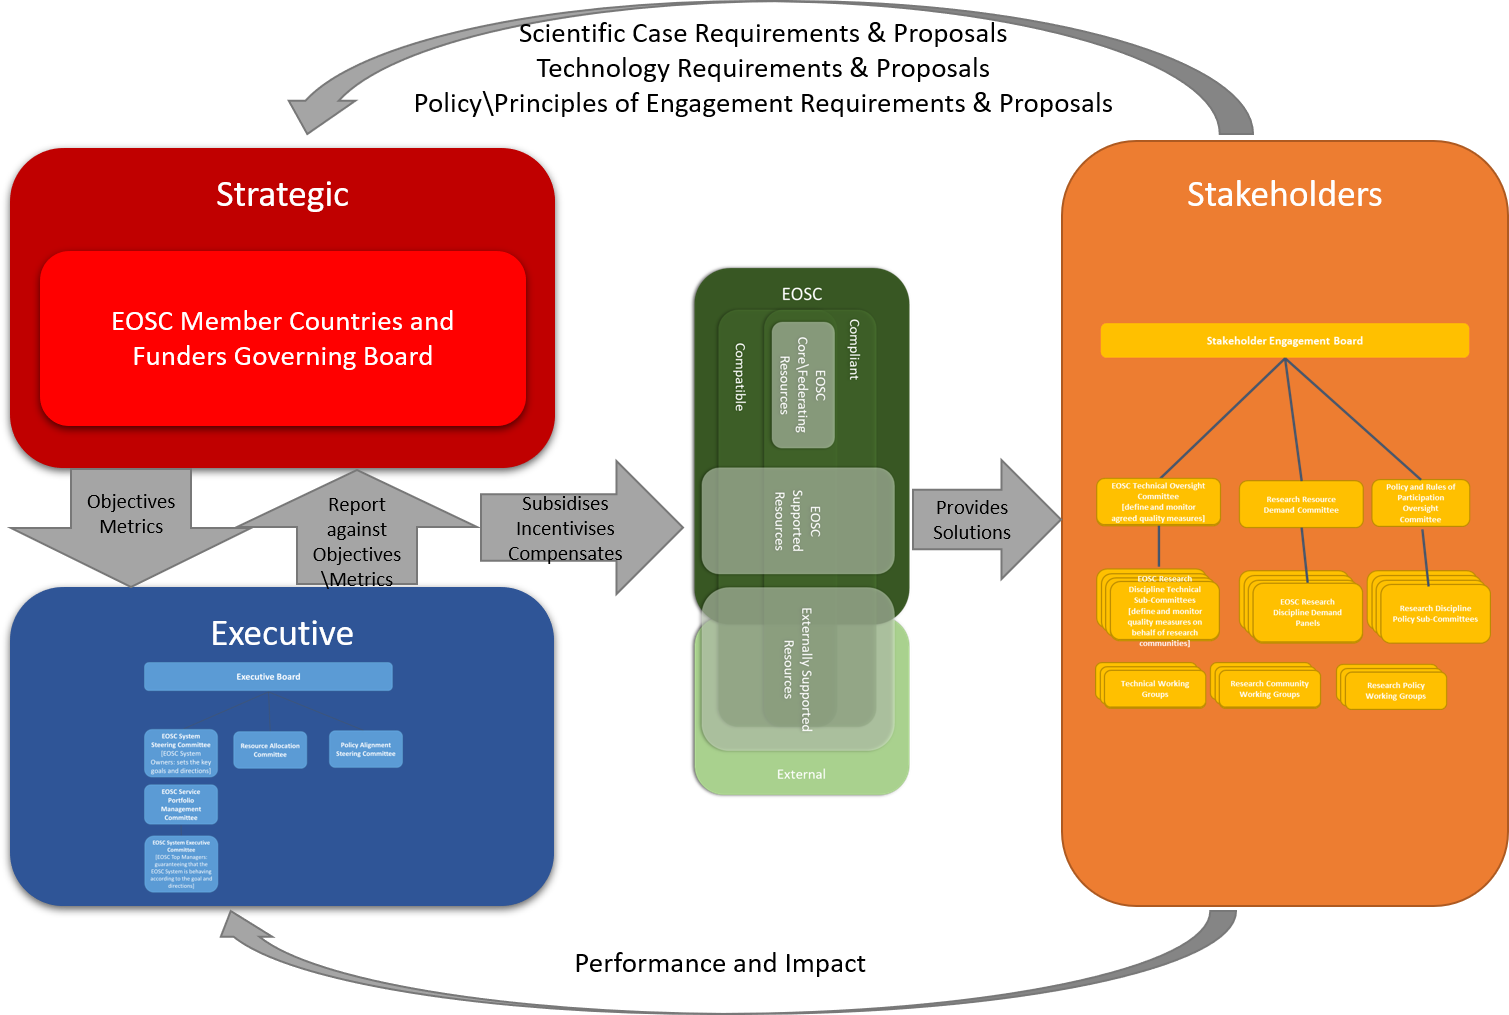 Scientific Case Requirements & Proposals
Technology Requirements & Proposals
Policy\Principles of Engagement Requirements & Proposals
Strategic
EOSC Member Countries and
Funders Governing Board
Objectives
Metrics
Report
against
Objectives
\Metrics
Subsidises
Incentivises
Compensates
Executive
Executive Board
EOSC System
Steering Committee
[EOSC System
Owners: sets the key
goals and directions]
Resource Allocation
Committee
Policy Alignment
Steering Committee
EOSC Service
Portfolio
Management
Committee
EOSC System Executive
Committee
[EOSC Top Managers:
guaranteeing that the
EOSC System is behaving
according to the goal and
directions]
EOSC
Compatible
Compliant
EOSC
Core\Federating
Resources
EOSC
Supported
Resources
Externally Supported
Resources
External
Provides
Solutions
Stakeholders
Stakeholder Engagement Board
EOSC Technical Oversight
Committee
[define and monitor
agreed quality measures]
Research Resource
Demand Committee
Policy and Rules of
Participation
Oversight
Committee
EOSC Research
Discipline Technical
Sub-Committees
[define and monitor
quality measures on
behalf of research
communities]
EOSC Research
Discipline Demand
Panels
Research Discipline
Policy Sub-Committees
Technical Working
Groups
Research Community
Working Groups
Research Policy
Working Groups
Performance and Impact